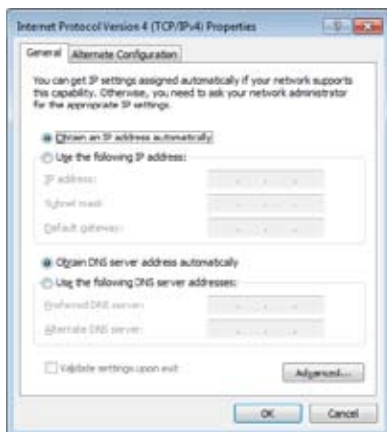 Internet Protocol Version 4 (TCP/IPv4) Properties
General
Alternate Configuration
You can get IP settings assigned automatically if your network supports
this capability. Otherwise, you need to ask your network administrator
for the appropriate IP settings.
Obtain an IP address automatically
Use the following IP address:
IP address:
Subnet mask:
Default gateway:
Obtain DNS server address automatically
Use the following DNS server addresses:
Preferred DNS server:
Alternate DNS server:
Validate settings upon exit
Advanced...
OK
Cancel